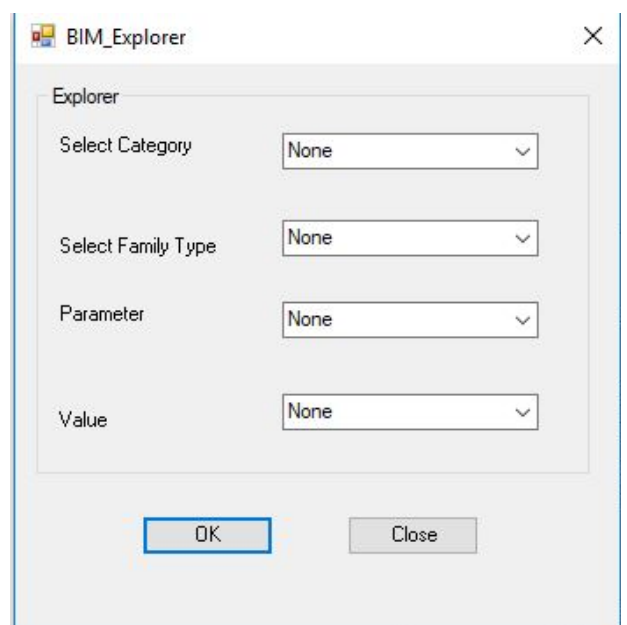 BIM_Explorer
Explorer
Select Category
None
Select Family Type
None
Parameter
None
Value
None
OK
Close